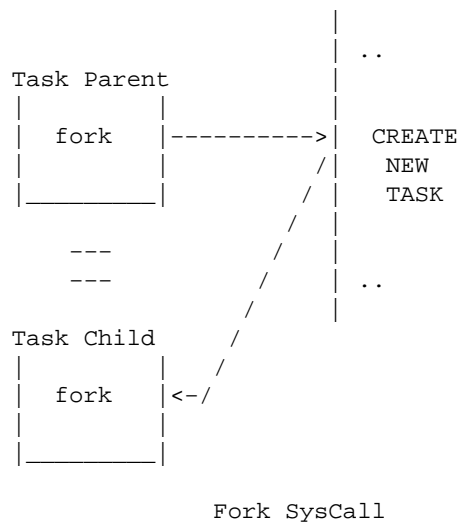 ..
Task Parent
fork ---------->| CREATE
NEW
TASK
---
---
..
Task Child
fork <-/
Fork SysCall